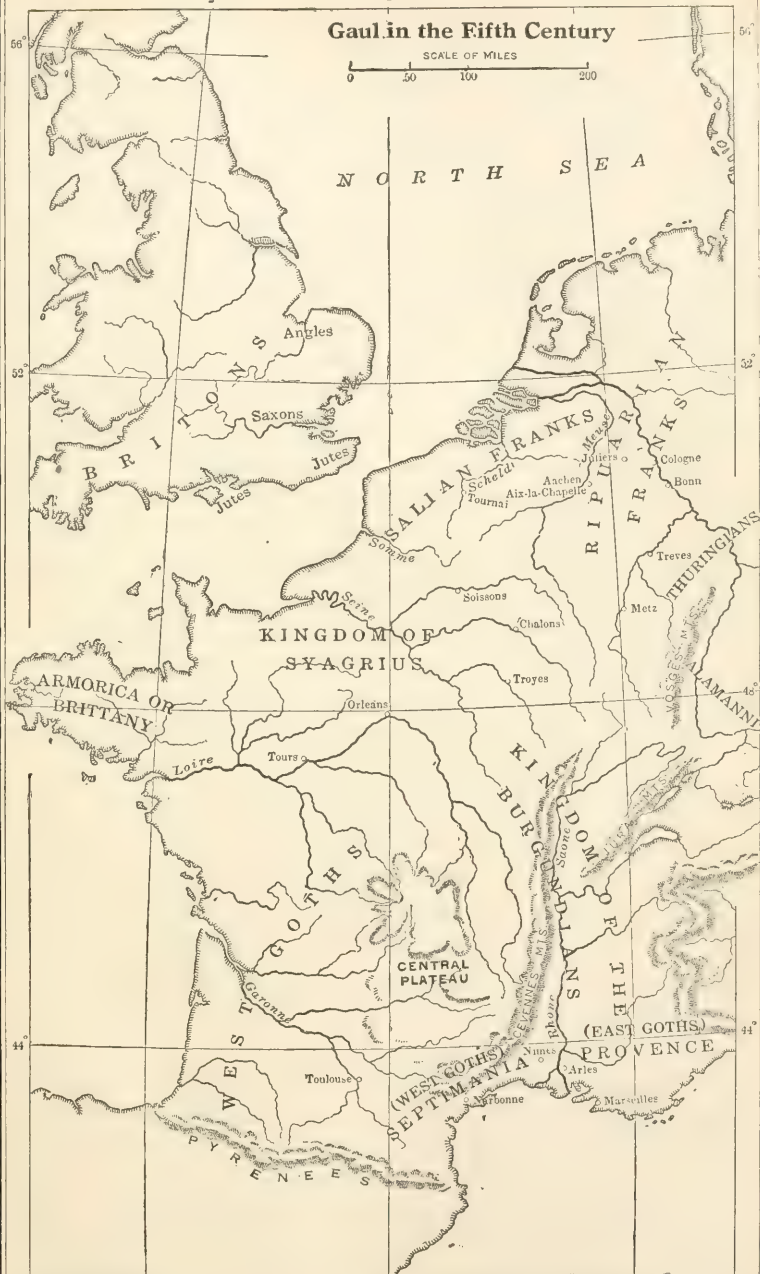 Gaul in the Fifth Century
SCALE OF MILES
0 50 100 200
56°
56°
NORTH SEA
Angles
52°
52°
BRITONS
Saxons
Jutes
Jutes
SALIAN FRANKS
RIPUARIAN FRANKS
Meuse
Juliers
Cologne
Scheldt
Aachen
Aix-la-Chapelle
Bonn
Tournai
Somme
Treves
THURINGIANS
Seine
Soissons
Metz
Chalons
KINGDOM OF
SYAGRIUS
VOSGES MTS.
ALAMANNI
Troyes
ARMORICA OR
BRITTANY
48°
48°
Orleans
Loire
Tours
KINGDOM OF THE
BURGUNDIANS
JURA MTS.
Saone
WEST GOTHS
CENTRAL
PLATEAU
CEVENNES MTS.
Garonne
Rhone
(EAST GOTHS)
PROVENCE
44°
44°
Nimes
Arles
(WEST GOTHS)
SEPTIMANIA
Toulouse
Narbonne
Marseilles
PYRENEES